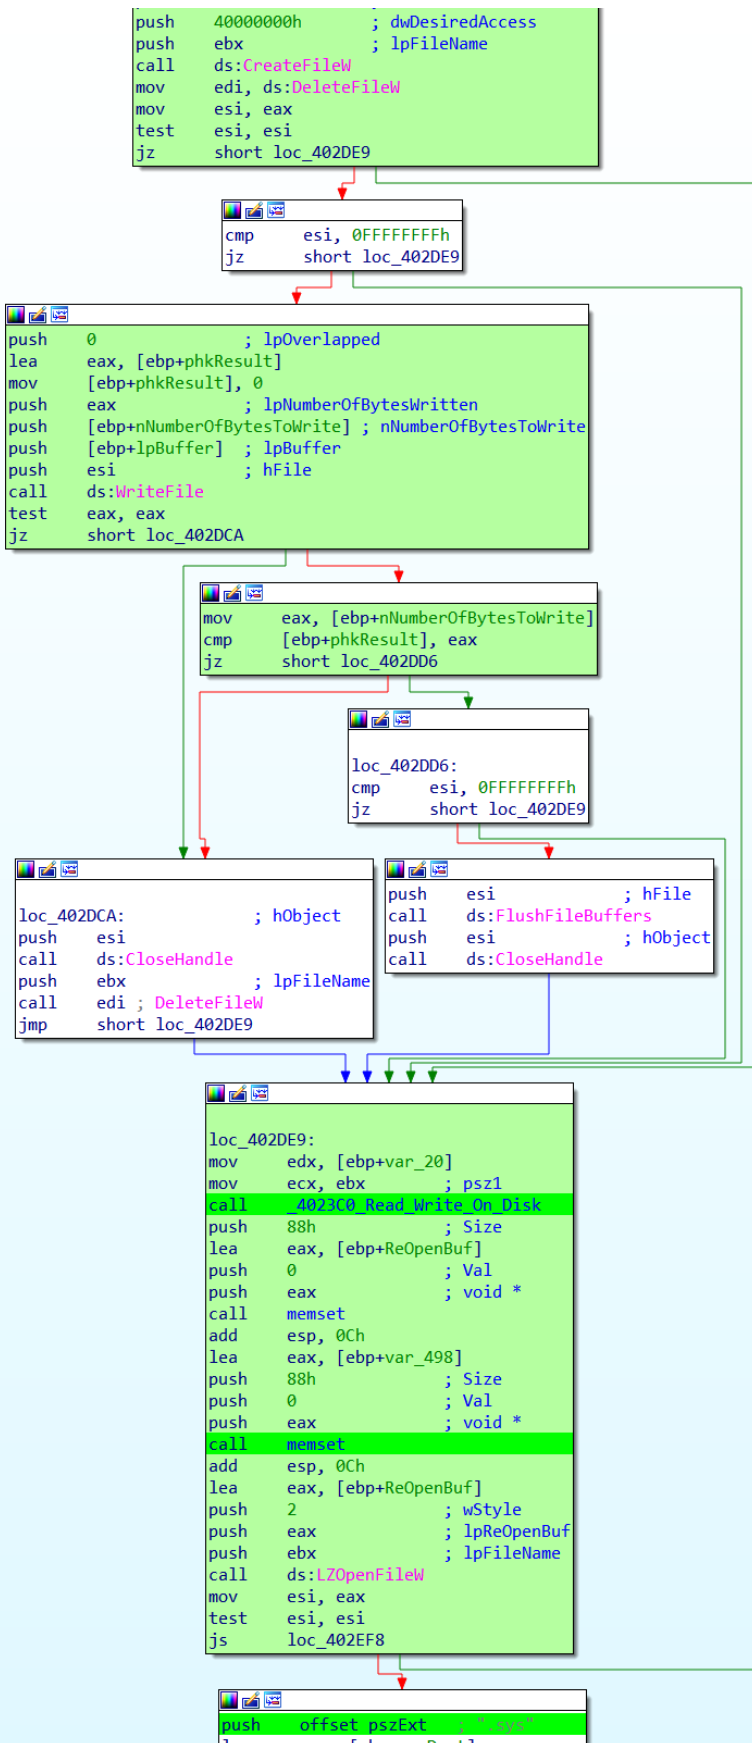 push 40000000h ; dwDesiredAccess
push ebx ; lpFileName
call ds:CreateFileW
mov edi, ds:DeleteFileW
mov esi, eax
test esi, esi
jz short loc_402DE9
cmp esi, 0FFFFFFFFh
jz short loc_402DE9
push 0 ; lpOverlapped
lea eax, [ebp+phkResult]
mov [ebp+phkResult], 0
push eax ; lpNumberOfBytesWritten
push [ebp+nNumberOfBytesToWrite] ; nNumberOfBytesToWrite
push [ebp+lpBuffer] ; lpBuffer
push esi ; hFile
call ds:WriteFile
test eax, eax
jz short loc_402DCA
mov eax, [ebp+nNumberOfBytesToWrite]
cmp [ebp+phkResult], eax
jz short loc_402DD6
loc_402DD6:
cmp esi, 0FFFFFFFFh
jz short loc_402DE9
loc_402DCA: ; hObject
push esi
call ds:CloseHandle
push ebx ; lpFileName
call edi ; DeleteFileW
jmp short loc_402DE9
push esi ; hFile
call ds:FlushFileBuffers
push esi ; hObject
call ds:CloseHandle
loc_402DE9:
mov edx, [ebp+var_20]
mov ecx, ebx ; psz1
call _4023C0_Read_Write_On_Disk
push 88h ; Size
lea eax, [ebp+ReOpenBuf]
push 0 ; Val
push eax ; void *
call memset
add esp, 0Ch
lea eax, [ebp+var_498]
push 88h ; Size
push 0 ; Val
push eax ; void *
call memset
add esp, 0Ch
lea eax, [ebp+ReOpenBuf]
push 2 ; wStyle
push eax ; lpReOpenBuf
push ebx ; lpFileName
call ds:LZOpenFileW
mov esi, eax
test esi, esi
js loc_402EF8
push offset pszExt ; ".sys"